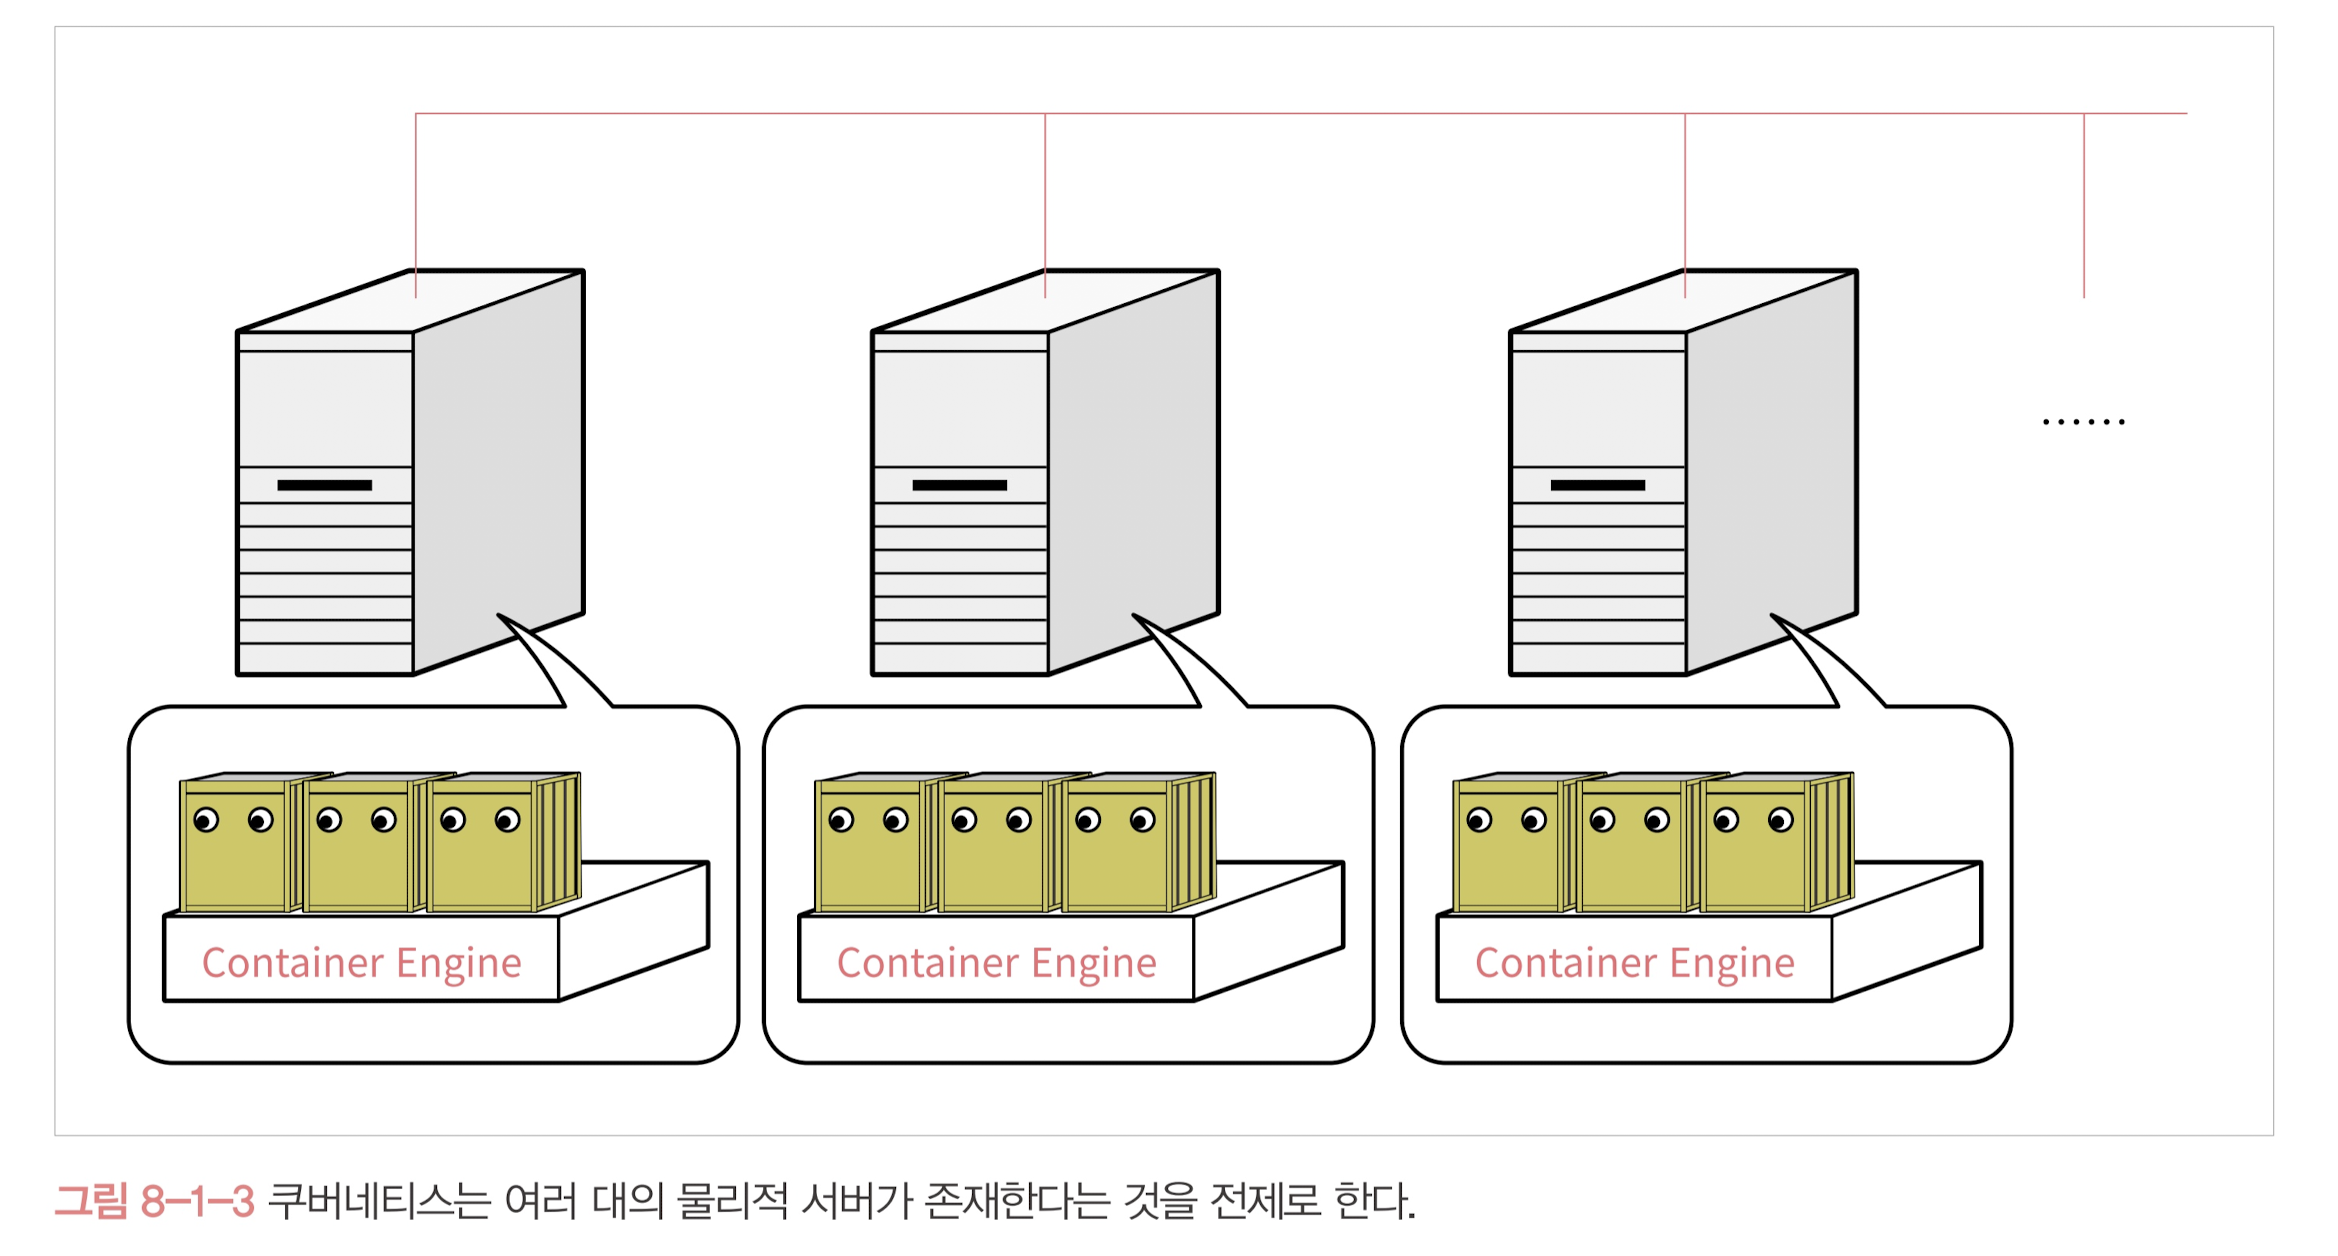 ......
Container Engine
Container Engine
Container Engine
그림 8-1-3 쿠버네티스는 여러 대의 물리적 서버가 존재한다는 것을 전제로 한다.